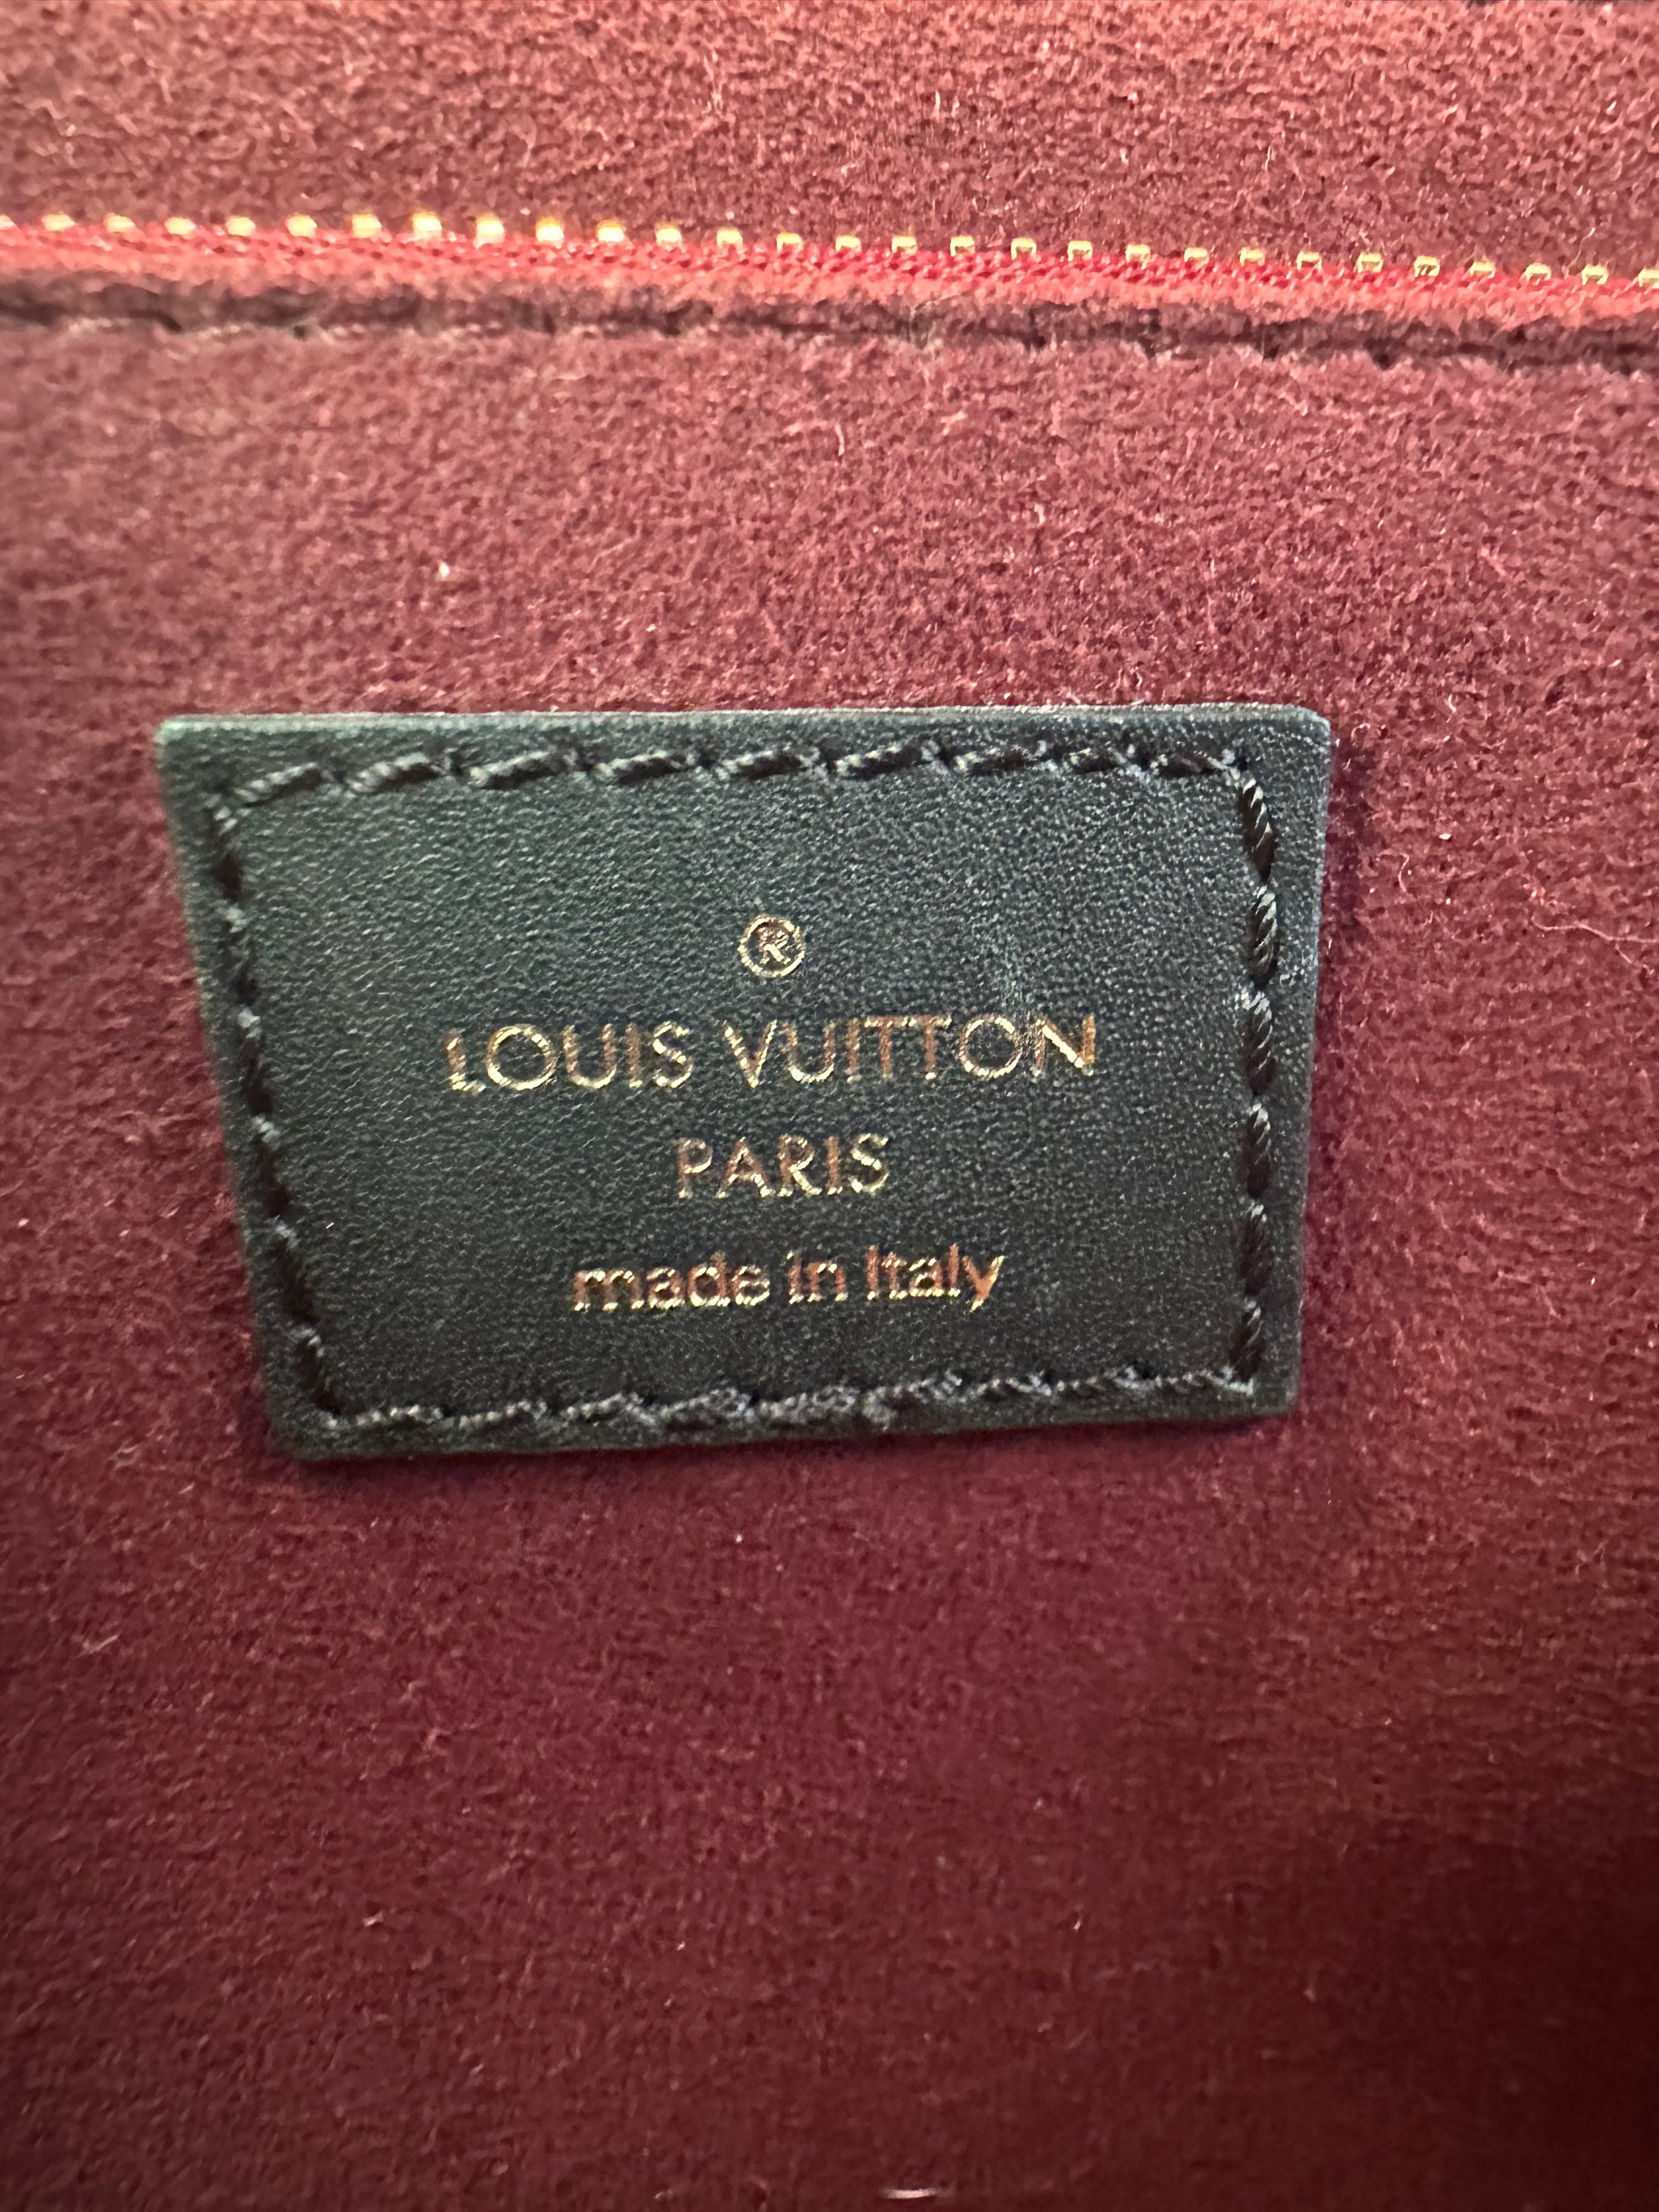 ®
LOUIS VUITTON
PARIS
made in Italy